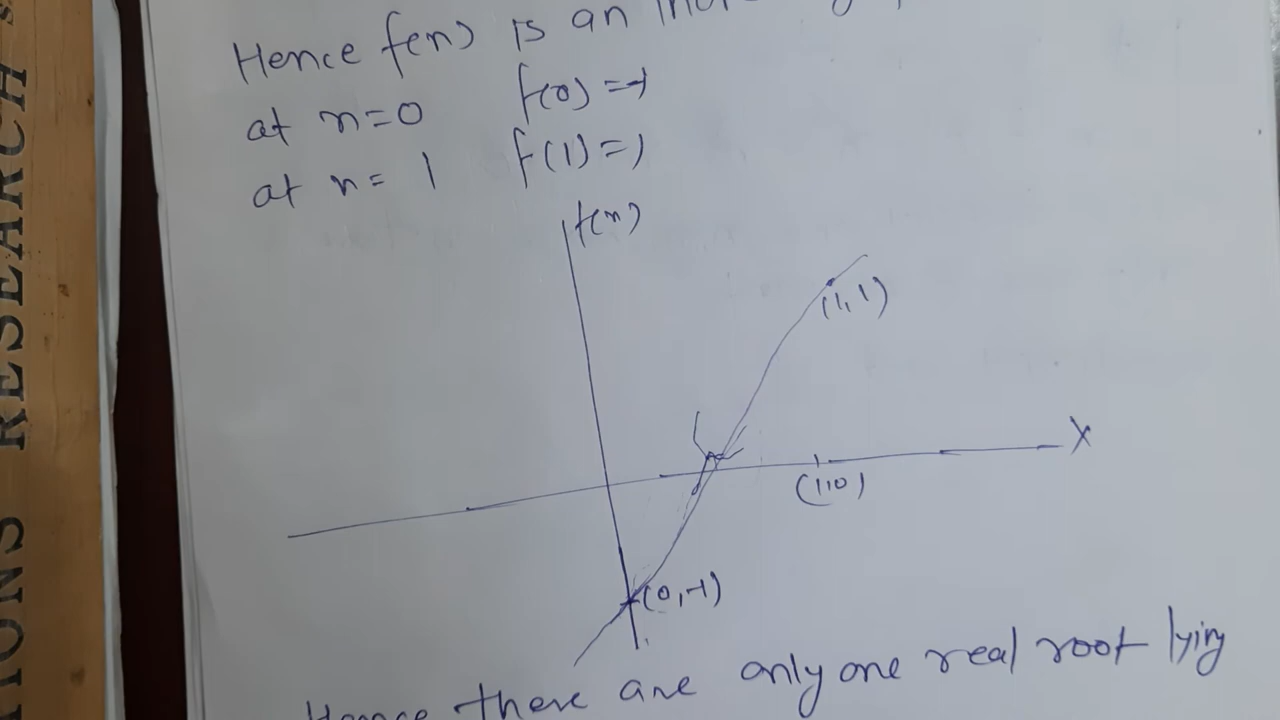 Hence f(n) is an
at n=0 f(0)=-1
at n=1 f(1)=1
f(n)
(1,1)
X
(1,0)
(0,-1)
Hence there are only one real root lying
RESEARCH